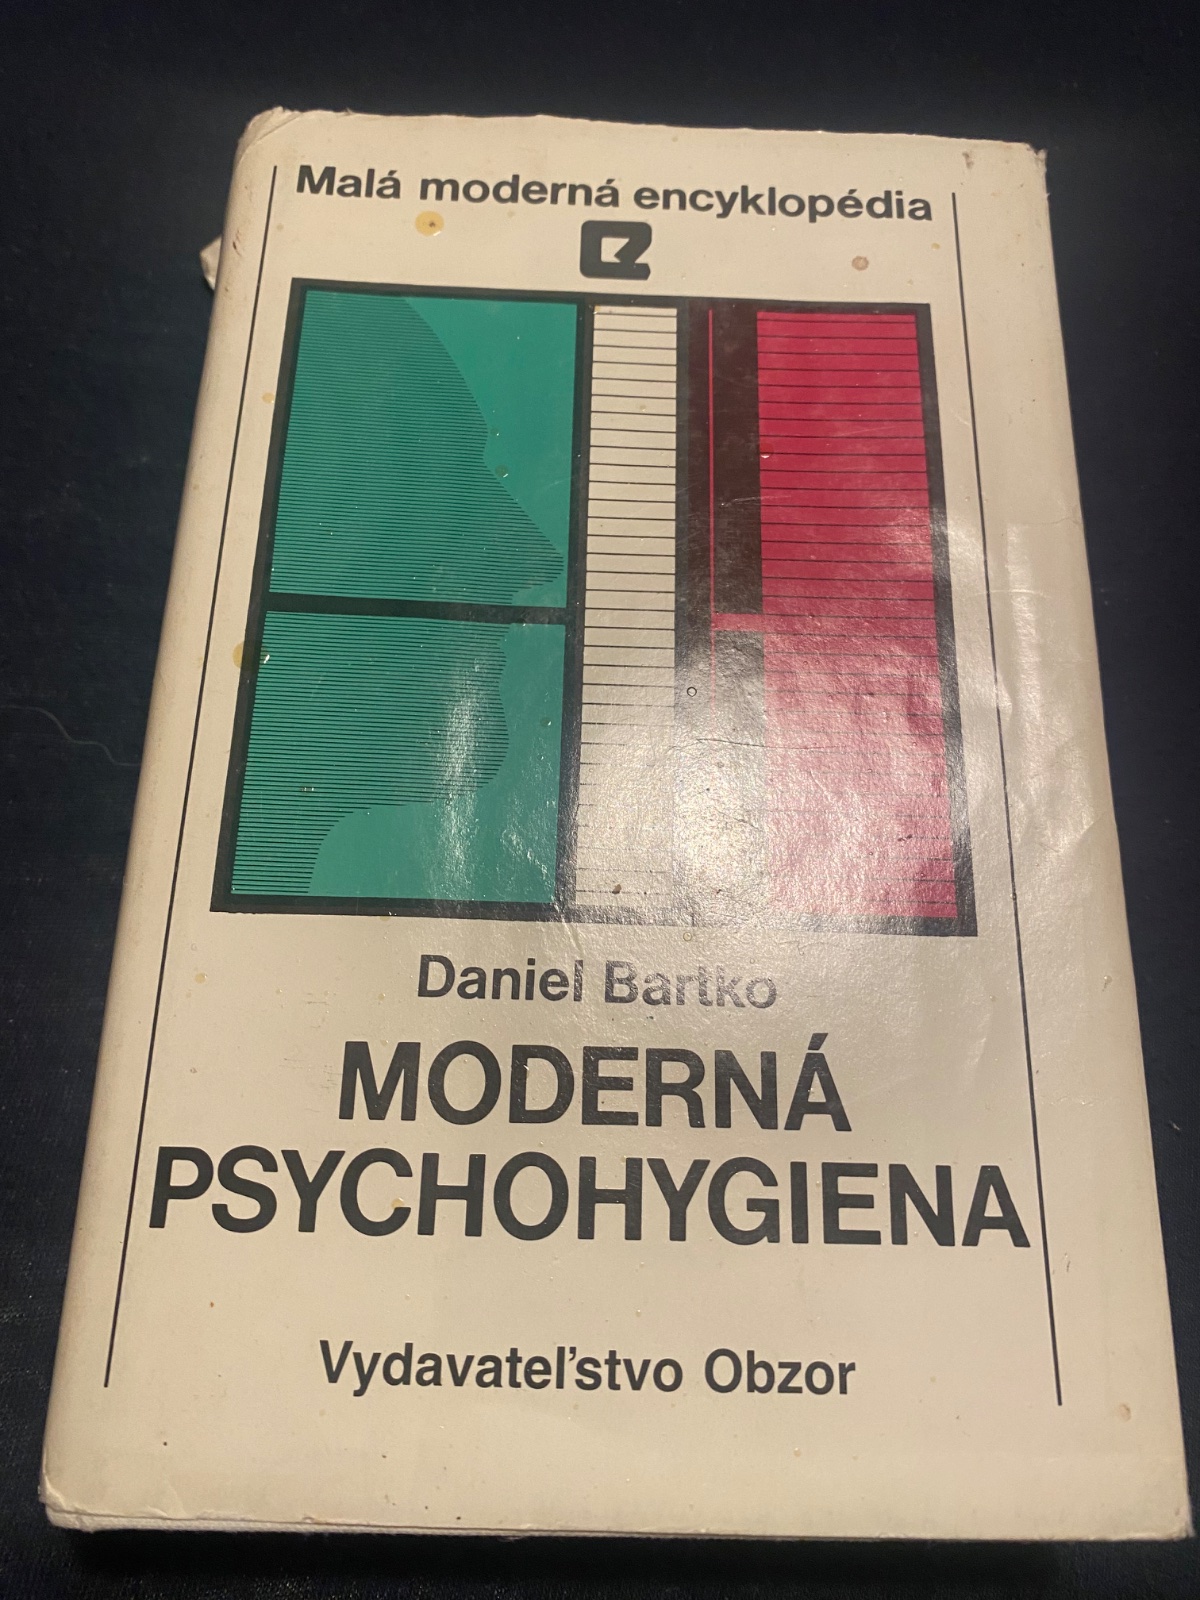 Malá moderná encyklopédia
Daniel Bartko
MODERNÁ
PSYCHOHYGIENA
Vydavateľstvo Obzor